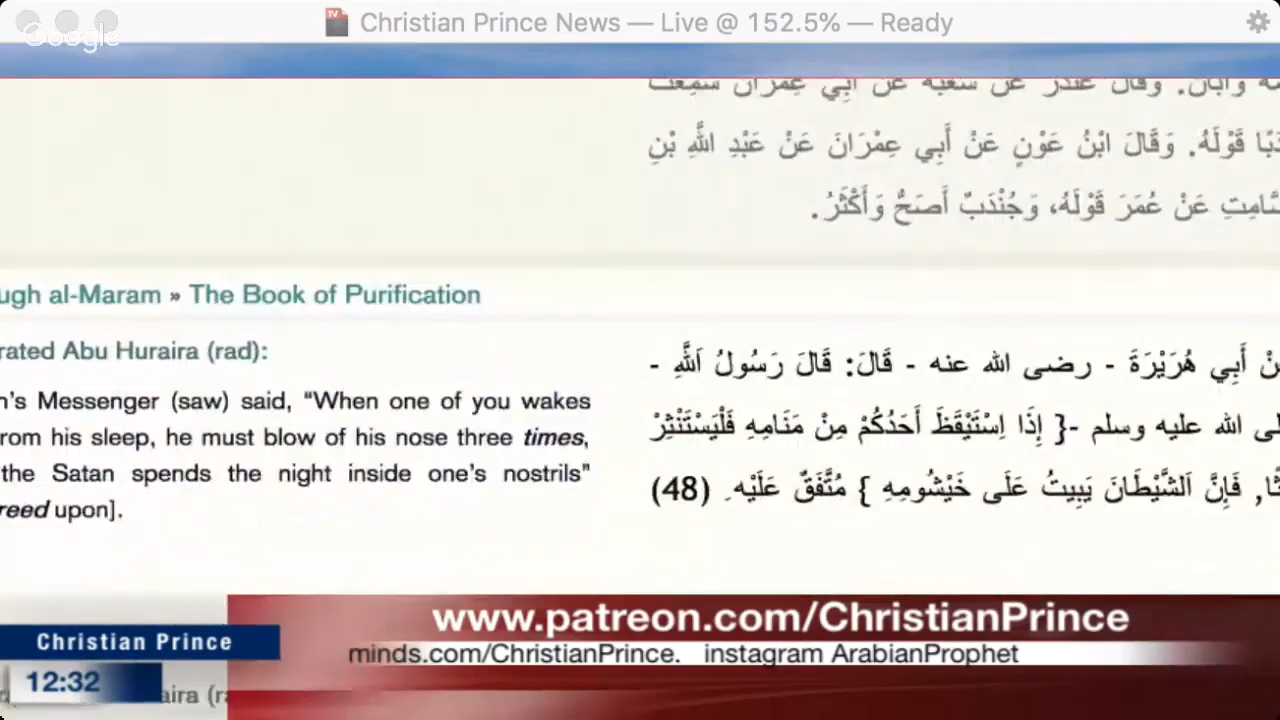 Christian Prince News — Live @ 152.5% — Ready
Google
قَوْلَهُ. وَقَالَ ابْنُ عَوْنٍ عَنْ أَبِي عِمْرَانَ عَنْ عَبْدِ اللَّهِ بْنِ
عَنْ عُمَرَ قَوْلَهُ، وَجُنْدَبٌ أَصَحُّ وَأَكْثَرُ.
ugh al-Maram » The Book of Purification
rated Abu Huraira (rad):
n’s Messenger (saw) said, “When one of you wakes
rom his sleep, he must blow of his nose three times,
the Satan spends the night inside one’s nostrils”
reed upon].
أَبِي هُرَيْرَةَ - رضى الله عنه - قَالَ: قَالَ رَسُولُ اَللَّهِ -
الله عليه وسلم -{ إِذَا اِسْتَيْقَظَ أَحَدُكُمْ مِنْ مَنَامِهِ فَلْيَسْتَنْثِرْ
فَإِنَّ اَلشَّيْطَانَ يَبِيتُ عَلَى خَيْشُومِهِ } مُتَّفَقٌ عَلَيْهِ. (48)
www.patreon.com/ChristianPrince
Christian Prince
minds.com/ChristianPrince. instagram ArabianProphet
12:32
aira